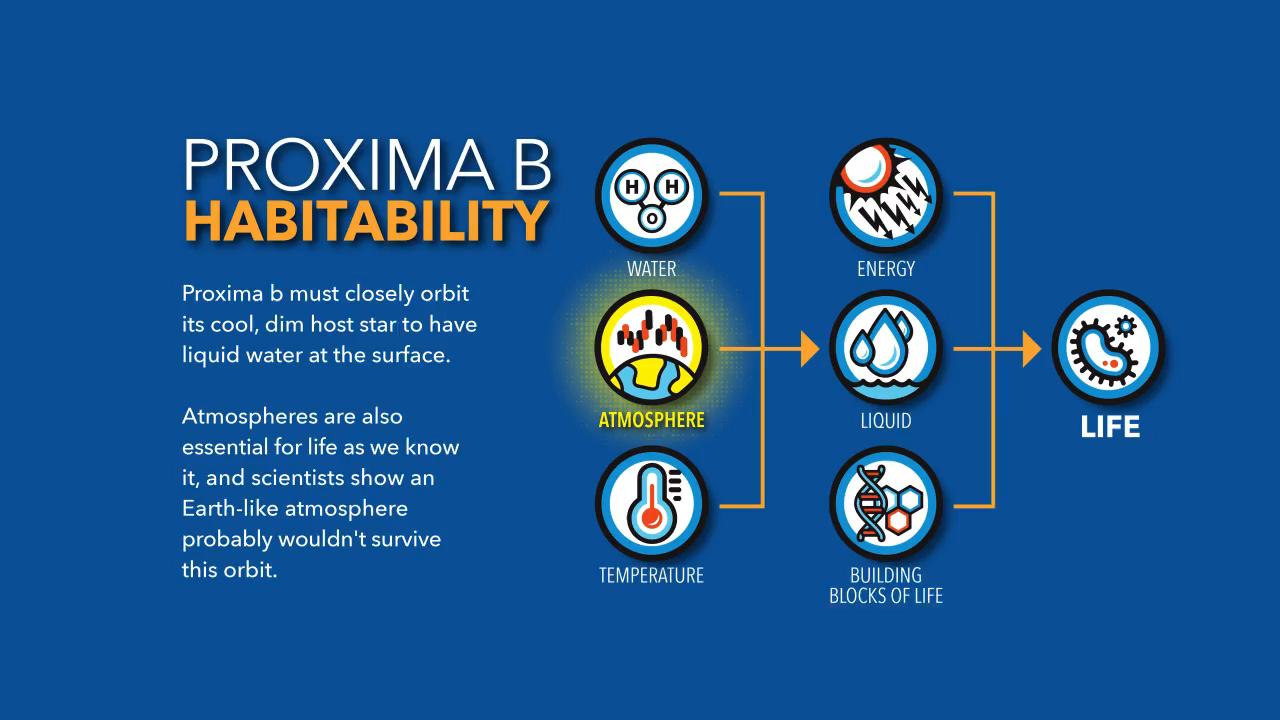 PROXIMA B
HABITABILITY
Proxima b must closely orbit
its cool, dim host star to have
liquid water at the surface.
Atmospheres are also
essential for life as we know
it, and scientists show an
Earth-like atmosphere
probably wouldn't survive
this orbit.
H H
O
WATER
ATMOSPHERE
TEMPERATURE
ENERGY
LIQUID
BUILDING
BLOCKS OF LIFE
LIFE